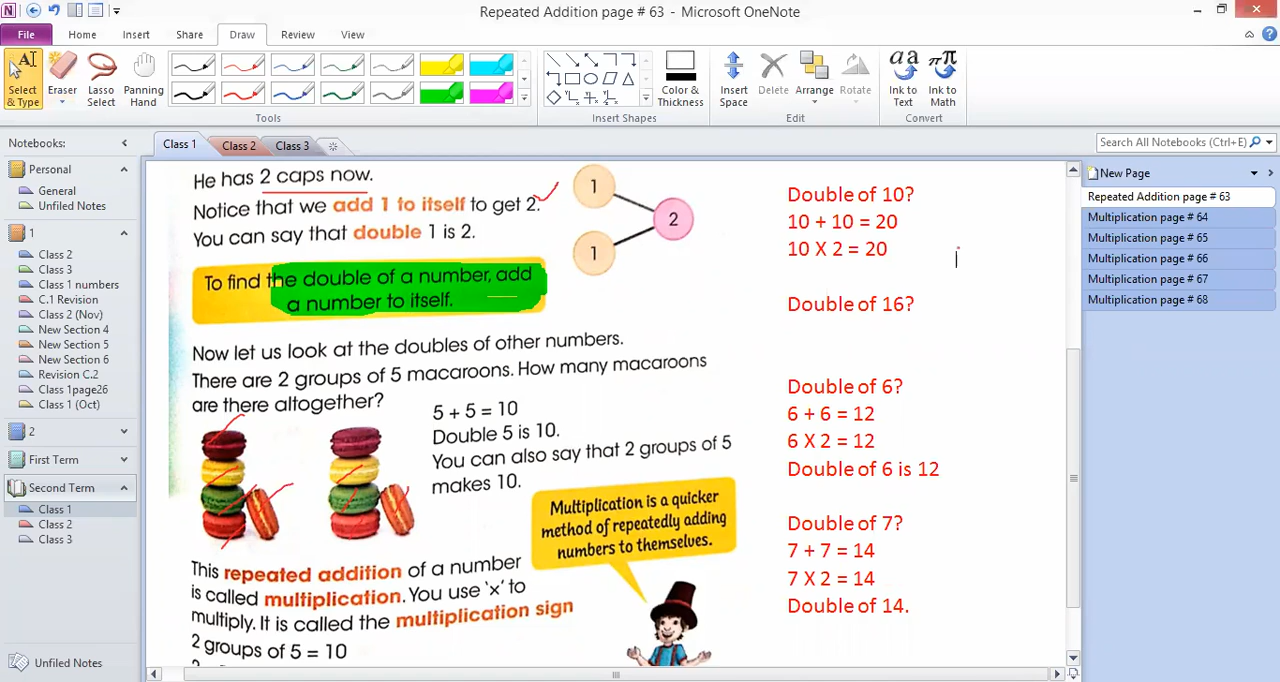 Repeated Addition page # 63 - Microsoft OneNote
File Home Insert Share Draw Review View
Select & Type
Eraser
Lasso Select
Panning Hand
Color & Thickness
Insert Space
Delete
Arrange
Rotate
Ink to Text
Ink to Math
Tools
Insert Shapes
Edit
Convert
Notebooks:
Personal
General
Unfiled Notes
1
Class 2
Class 3
Class 1 numbers
C.1 Revision
Class 2 (Nov)
New Section 4
New Section 5
New Section 6
Revision C.2
Class 1page26
Class 1 (Oct)
2
First Term
Second Term
Class 1
Class 2
Class 3
Unfiled Notes
Class 1 Class 2 Class 3
Search All Notebooks (Ctrl+E)
He has 2 caps now.
Notice that we add 1 to itself to get 2.
You can say that double 1 is 2.
1
1
2
To find the double of a number, add
a number to itself.
Now let us look at the doubles of other numbers.
There are 2 groups of 5 macaroons. How many macaroons
are there altogether?
5 + 5 = 10
Double 5 is 10.
You can also say that 2 groups of 5
makes 10.
Multiplication is a quicker
method of repeatedly adding
numbers to themselves.
This repeated addition of a number
is called multiplication. You use 'x' to
multiply. It is called the multiplication sign
2 groups of 5 = 10
Double of 10?
10 + 10 = 20
10 X 2 = 20
Double of 16?
Double of 6?
6 + 6 = 12
6 X 2 = 12
Double of 6 is 12
Double of 7?
7 + 7 = 14
7 X 2 = 14
Double of 14.
New Page
Repeated Addition page # 63
Multiplication page # 64
Multiplication page # 65
Multiplication page # 66
Multiplication page # 67
Multiplication page # 68